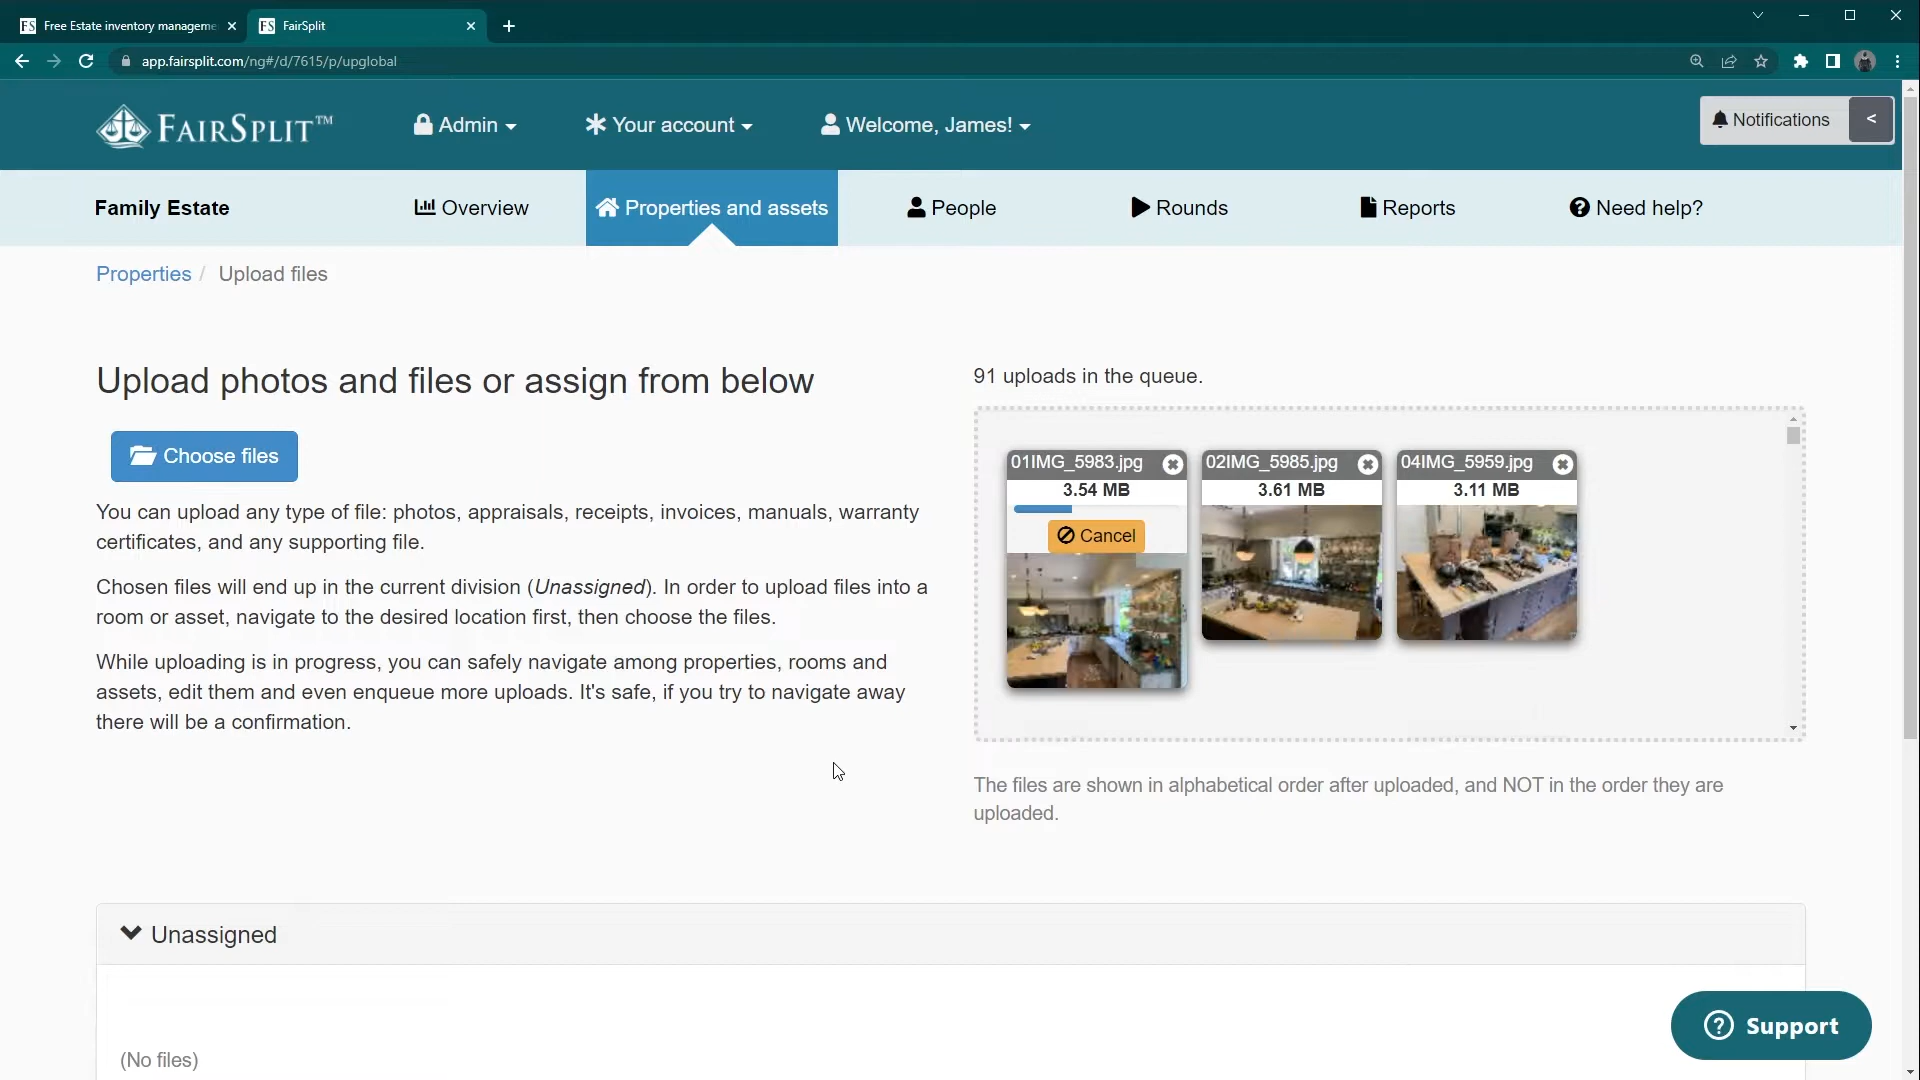 FS Free Estate inventory manageme
FS FairSplit
app.fairsplit.com/ng#/d/7615/p/upglobal
FAIRSPLIT™
Admin
Your account
Welcome, James!
Notifications
<
Family Estate
Overview
Properties and assets
People
Rounds
Reports
Need help?
Properties / Upload files
Upload photos and files or assign from below
Choose files
You can upload any type of file: photos, appraisals, receipts, invoices, manuals, warranty
certificates, and any supporting file.
Chosen files will end up in the current division (Unassigned). In order to upload files into a
room or asset, navigate to the desired location first, then choose the files.
While uploading is in progress, you can safely navigate among properties, rooms and
assets, edit them and even enqueue more uploads. It's safe, if you try to navigate away
there will be a confirmation.
91 uploads in the queue.
01IMG_5983.jpg
3.54 MB
Cancel
02IMG_5985.jpg
3.61 MB
04IMG_5959.jpg
3.11 MB
The files are shown in alphabetical order after uploaded, and NOT in the order they are
uploaded.
Unassigned
(No files)
Support